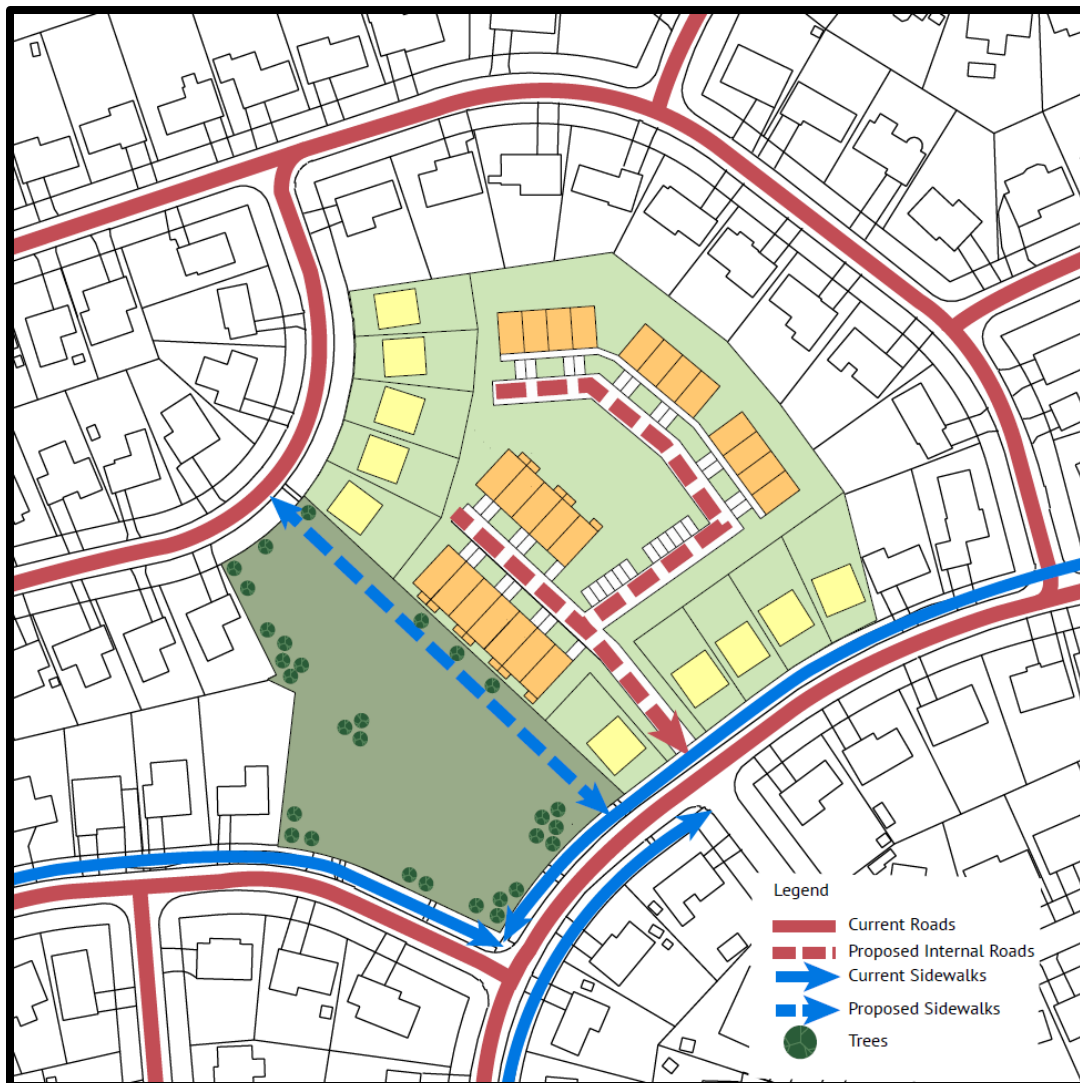 Legend
Current Roads
Proposed Internal Roads
Current Sidewalks
Proposed Sidewalks
Trees